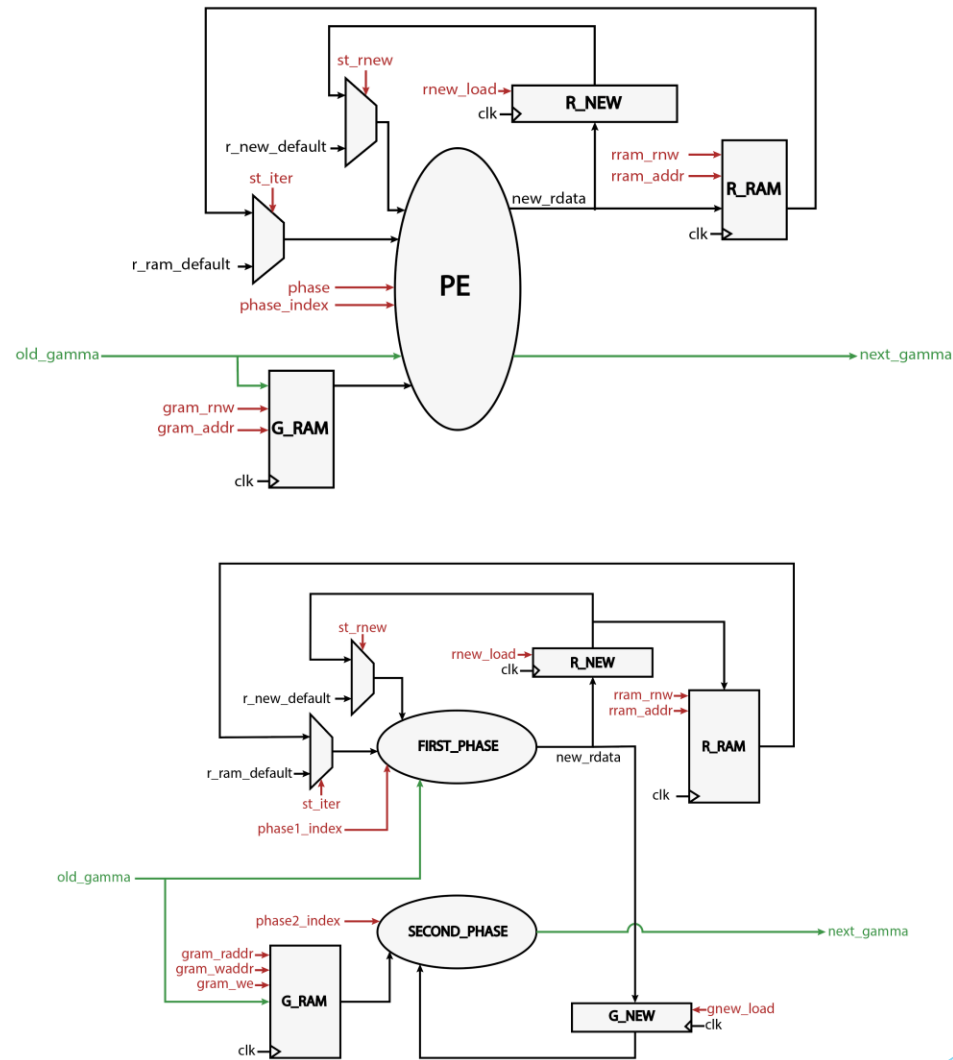 st_rnew
rnew_load
R_NEW
clk
r_new_default
rram_rnw
rram_addr
R_RAM
clk
st_iter
new_rdata
r_ram_default
PE
phase
phase_index
old_gamma
next_gamma
gram_rnw
gram_addr
G_RAM
clk
st_rnew
rnew_load
R_NEW
clk
r_new_default
rram_rnw
rram_addr
R_RAM
clk
FIRST_PHASE
new_rdata
r_ram_default
st_iter
phase1_index
old_gamma
phase2_index
SECOND_PHASE
next_gamma
gram_raddr
gram_waddr
gram_we
G_RAM
clk
gnew_load
G_NEW
clk